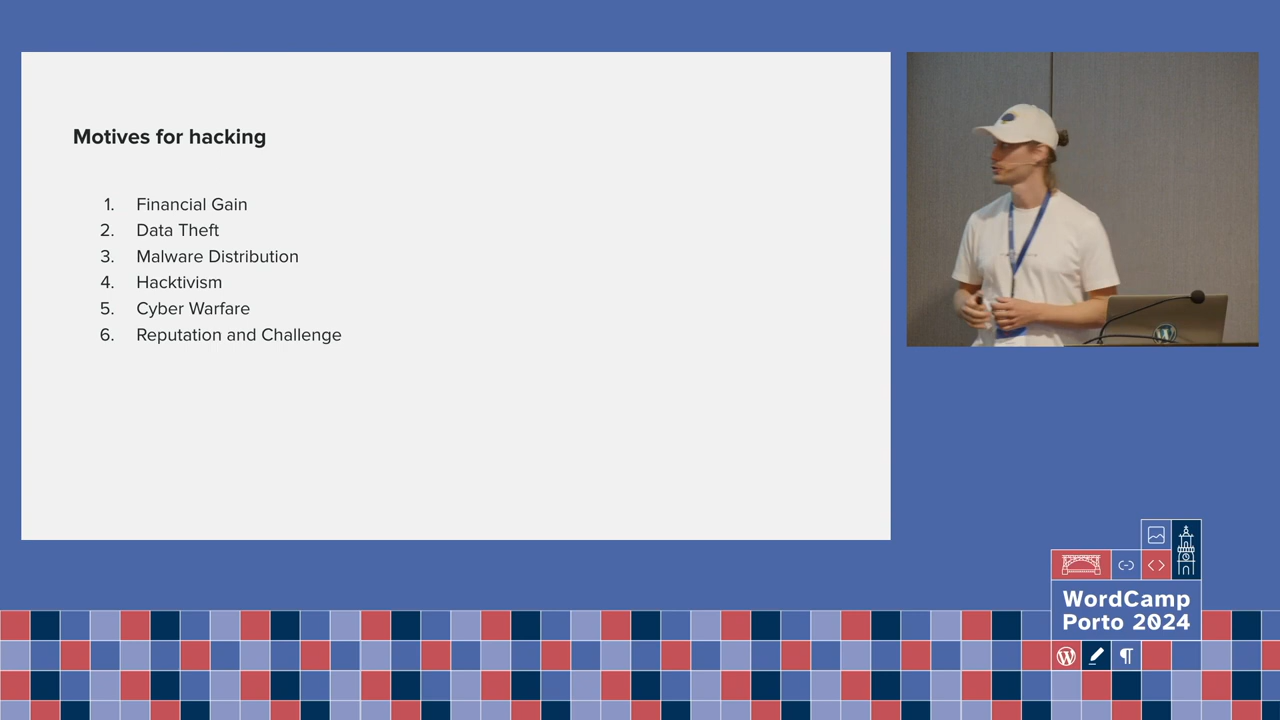 Motives for hacking
1. Financial Gain
2. Data Theft
3. Malware Distribution
4. Hacktivism
5. Cyber Warfare
6. Reputation and Challenge
WordCamp
Porto 2024